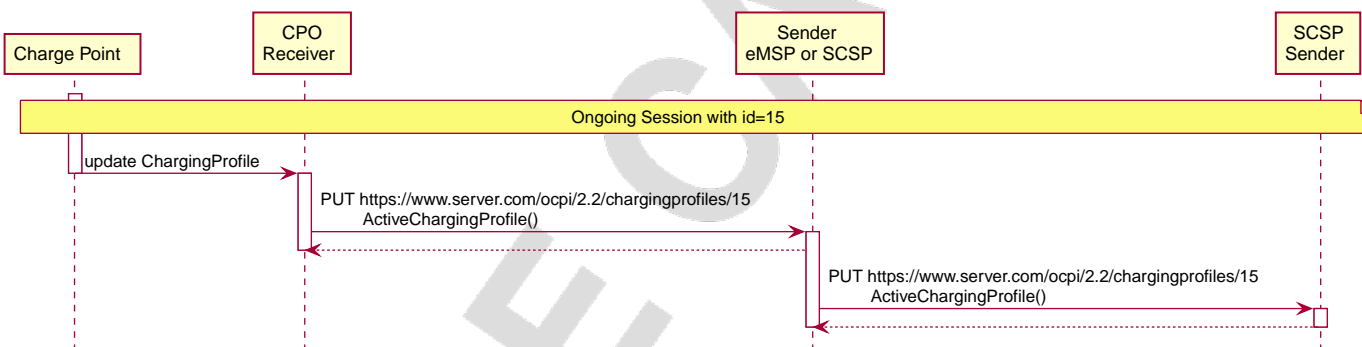 Charge Point
CPO
Receiver
Sender
eMSP or SCSP
SCSP
Sender
Ongoing Session with id=15
update ChargingProfile
PUT https://www.server.com/ocpi/2.2/chargingprofiles/15
ActiveChargingProfile()
PUT https://www.server.com/ocpi/2.2/chargingprofiles/15
ActiveChargingProfile()